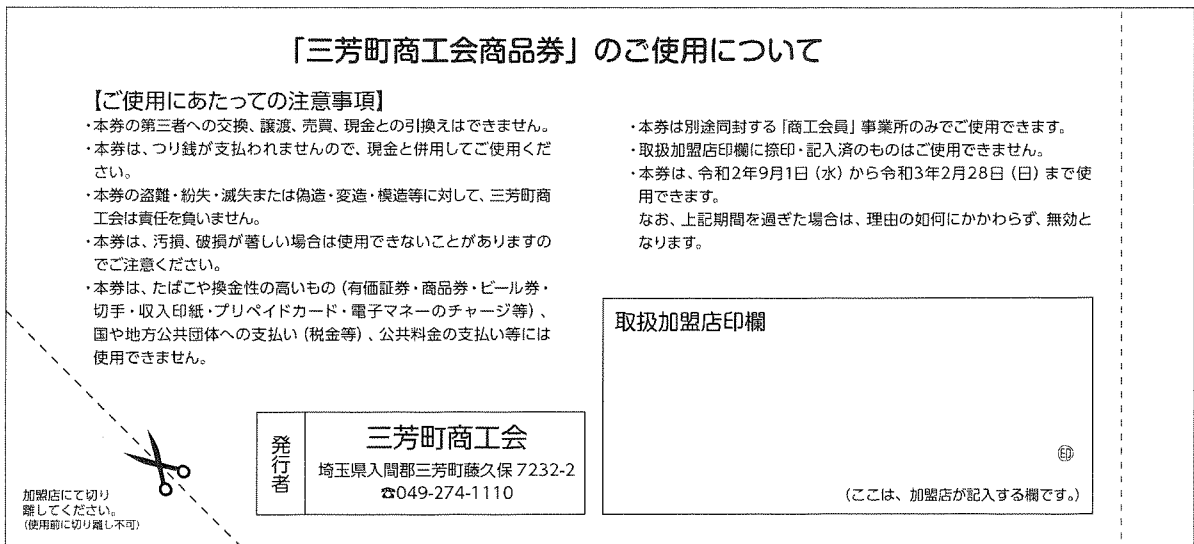 「三芳町商工会商品券」のご使用について
【ご使用にあたっての注意事項】
・本券の第三者への交換、譲渡、売買、現金との引換えはできません。
・本券は、つり銭が支払われませんので、現金と併用してご使用くだ
さい。
・本券の盗難・紛失・滅失または偽造・変造・模造等に対して、三芳町商
工会は責任を負いません。
・本券は、汚損、破損が著しい場合は使用できないことがありますの
でご注意ください。
・本券は、たばこや換金性の高いもの（有価証券・商品券・ビール券・
切手・収入印紙・プリペイドカード・電子マネーのチャージ等）、
国や地方公共団体への支払い（税金等）、公共料金の支払い等には
使用できません。
・本券は別途同封する「商工会員」事業所のみでご使用できます。
・取扱加盟店印欄に捺印・記入済のものはご使用できません。
・本券は、令和2年9月1日（水）から令和3年2月28日（日）まで使
用できます。
なお、上記期間を過ぎた場合は、理由の如何にかかわらず、無効と
なります。
取扱加盟店印欄
㊞
（ここは、加盟店が記入する欄です。）
発行者
三芳町商工会
埼玉県入間郡三芳町藤久保 7232-2
☎049-274-1110
加盟店にて切り
離してください。
（使用前に切り離し不可）